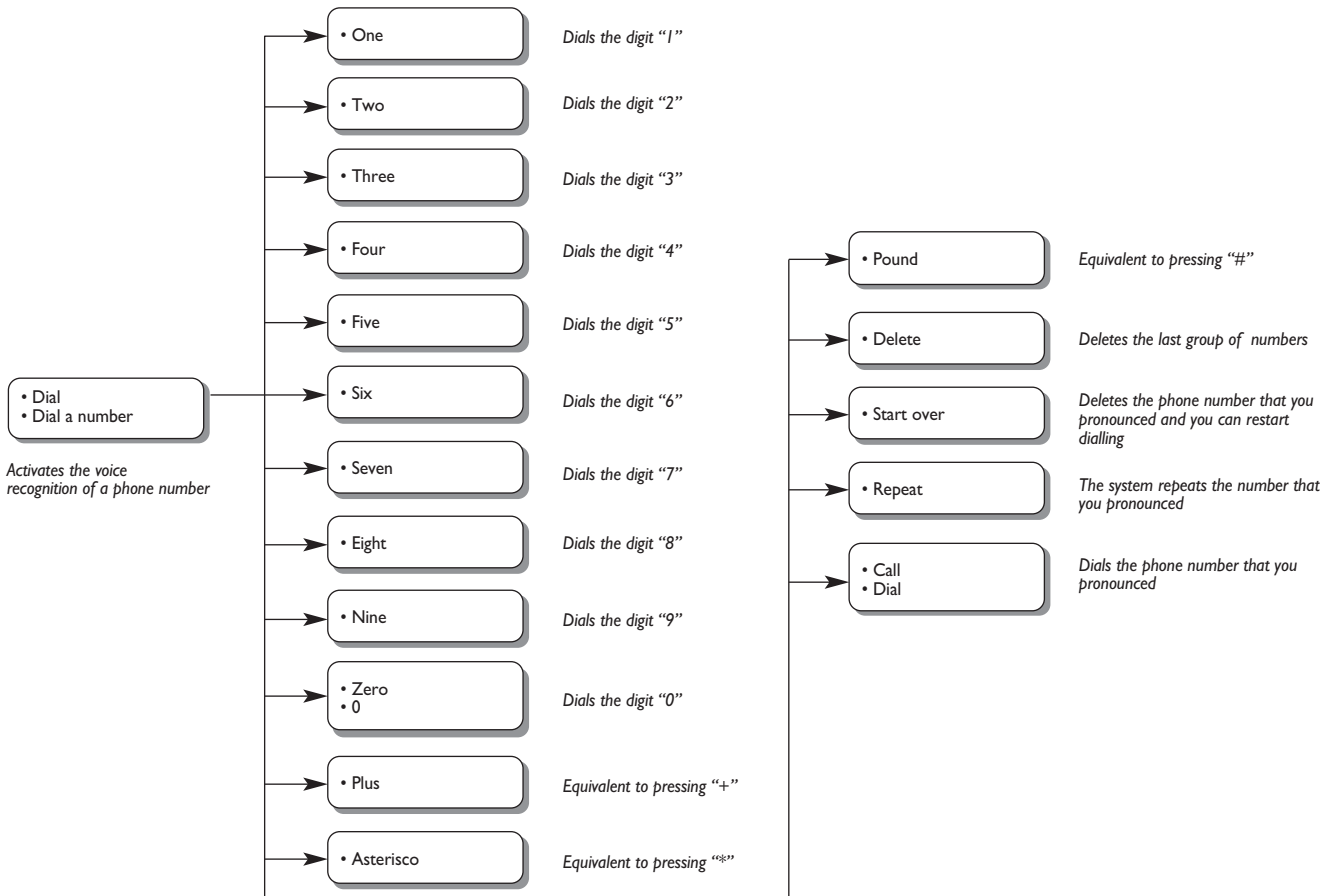 • One
Dials the digit “1”
• Two
Dials the digit “2”
• Three
Dials the digit “3”
• Four
Dials the digit “4”
• Five
Dials the digit “5”
• Dial
• Dial a number
Activates the voice
recognition of a phone number
• Six
Dials the digit “6”
• Seven
Dials the digit “7”
• Eight
Dials the digit “8”
• Nine
Dials the digit “9”
• Zero
• 0
Dials the digit “0”
• Plus
Equivalent to pressing “+”
• Asterisco
Equivalent to pressing “*”
• Pound
Equivalent to pressing “#”
• Delete
Deletes the last group of numbers
• Start over
Deletes the phone number that you
pronounced and you can restart
dialling
• Repeat
The system repeats the number that
you pronounced
• Call
• Dial
Dials the phone number that you
pronounced